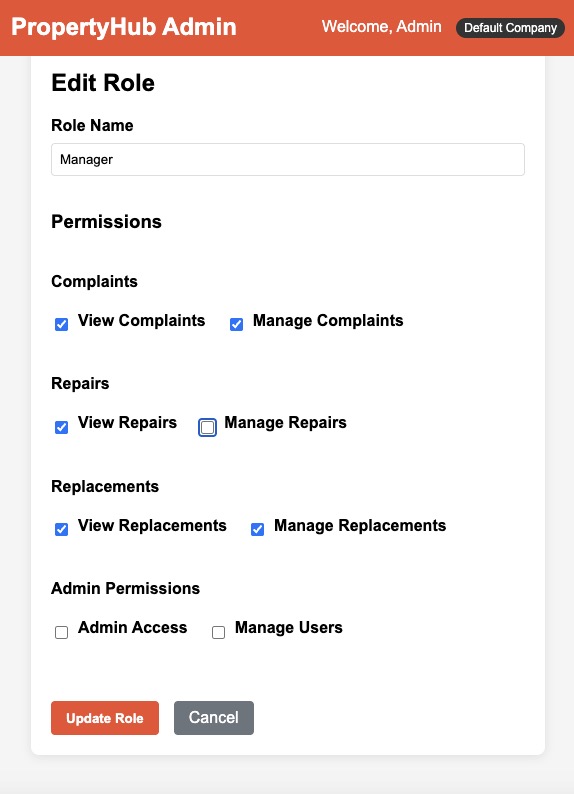 PropertyHub Admin Welcome, Admin Default Company
Edit Role
Role Name
Manager
Permissions
Complaints
View Complaints Manage Complaints
Repairs
View Repairs Manage Repairs
Replacements
View Replacements Manage Replacements
Admin Permissions
Admin Access Manage Users
Update Role Cancel